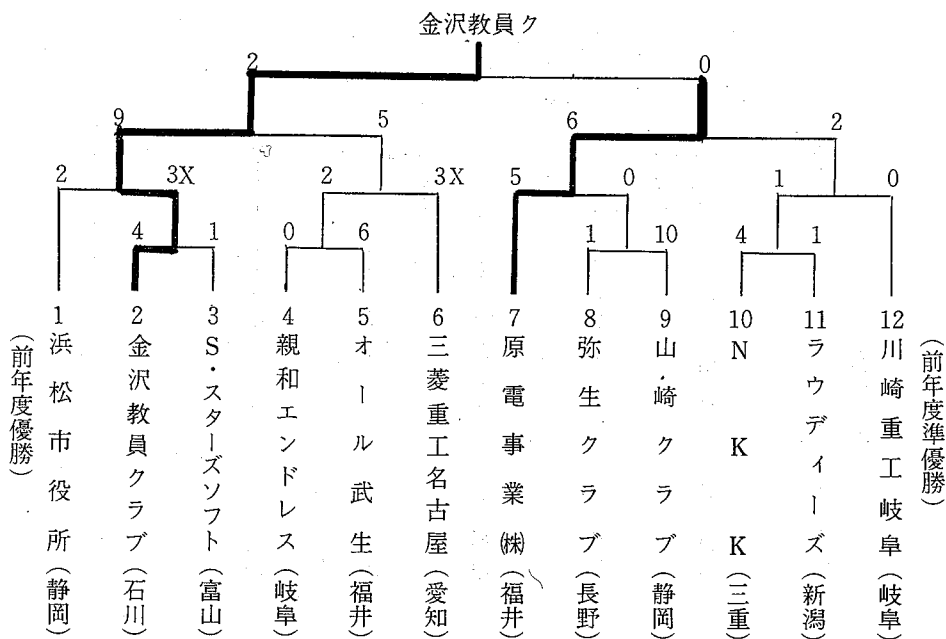 金沢教員ク
2 0
9 5 6 2
2 3X 2 3X 5 0 1 0
4 1 0 6 1 10 4 1
1 2 3 4 5 6 7 8 9 10 11 12
(前年度優勝)
浜松市役所(静岡)
金沢教員クラブ(石川)
S・スターズソフト(富山)
親和エンドレス(岐阜)
オール武生(福井)
三菱重工名古屋(愛知)
原電事業㈱(福井)
弥生クラブ(長野)
山崎クラブ(静岡)
NKK(三重)
ラウディーズ(新潟)
川崎重工岐阜(岐阜)
(前年度準優勝)